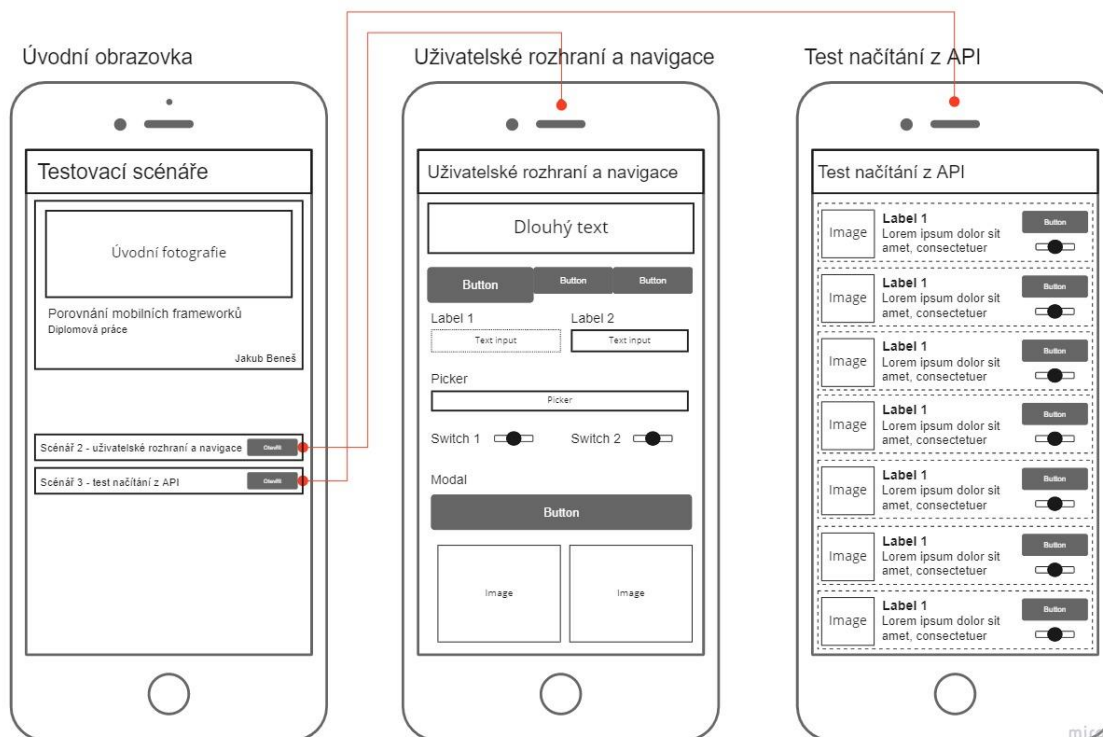 Úvodní obrazovka
Testovací scénáře
Úvodní fotografie
Porovnání mobilních frameworků
Diplomová práce
Jakub Beneš
Scénář 2 - uživatelské rozhraní a navigace
Otevřít
Scénář 3 - test načítání z API
Otevřít
Uživatelské rozhraní a navigace
Uživatelské rozhraní a navigace
Dlouhý text
Button Button Button
Label 1 Label 2
Text input Text input
Picker
Picker
Switch 1 Switch 2
Modal
Button
Image Image
Test načítání z API
Test načítání z API
Image
Label 1
Lorem ipsum dolor sit
amet, consectetuer
Button
Image
Label 1
Lorem ipsum dolor sit
amet, consectetuer
Button
Image
Label 1
Lorem ipsum dolor sit
amet, consectetuer
Button
Image
Label 1
Lorem ipsum dolor sit
amet, consectetuer
Button
Image
Label 1
Lorem ipsum dolor sit
amet, consectetuer
Button
Image
Label 1
Lorem ipsum dolor sit
amet, consectetuer
Button
Image
Label 1
Lorem ipsum dolor sit
amet, consectetuer
Button